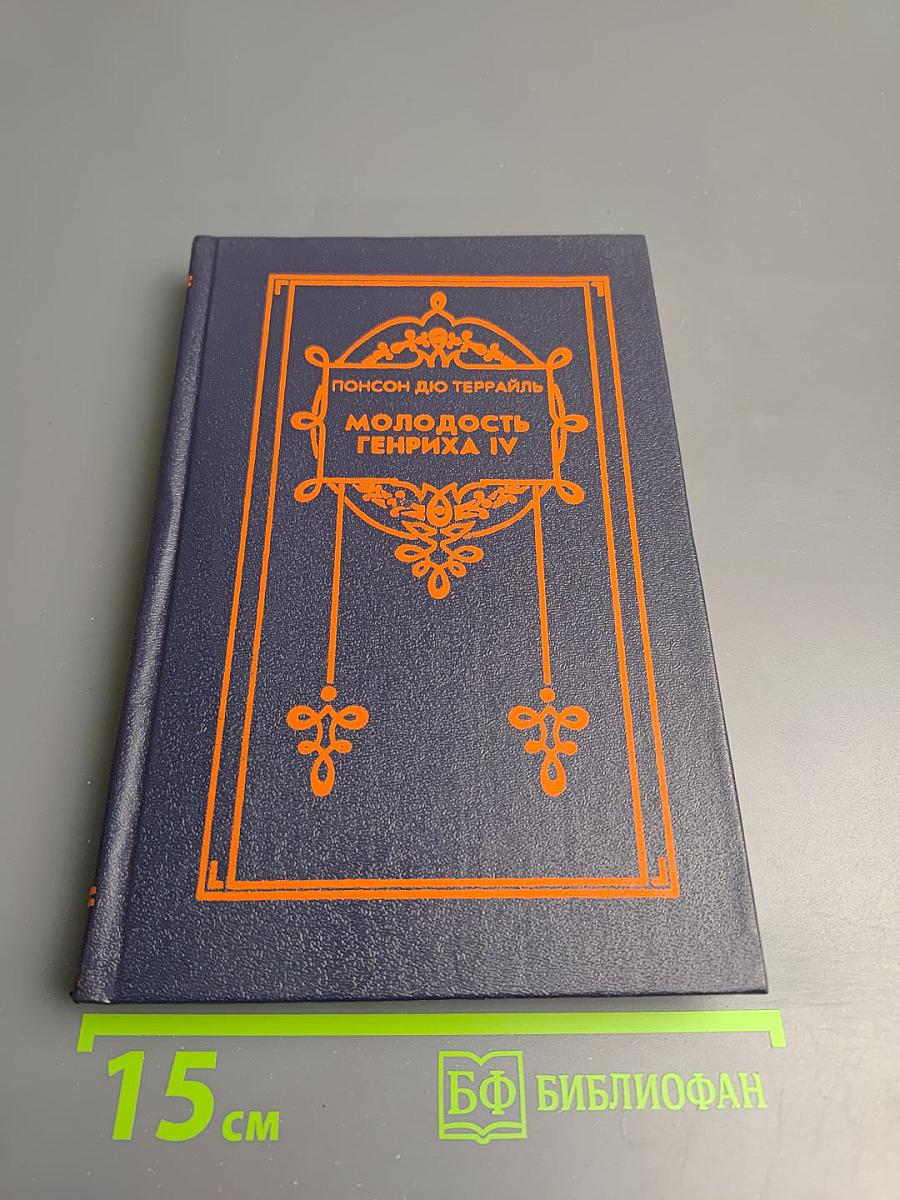 ПОНСОН ДЮ ТЕРРАЙЛЬ
МОЛОДОСТЬ
ГЕНРИХА IV
15 см
БФ БИБЛИОФАН